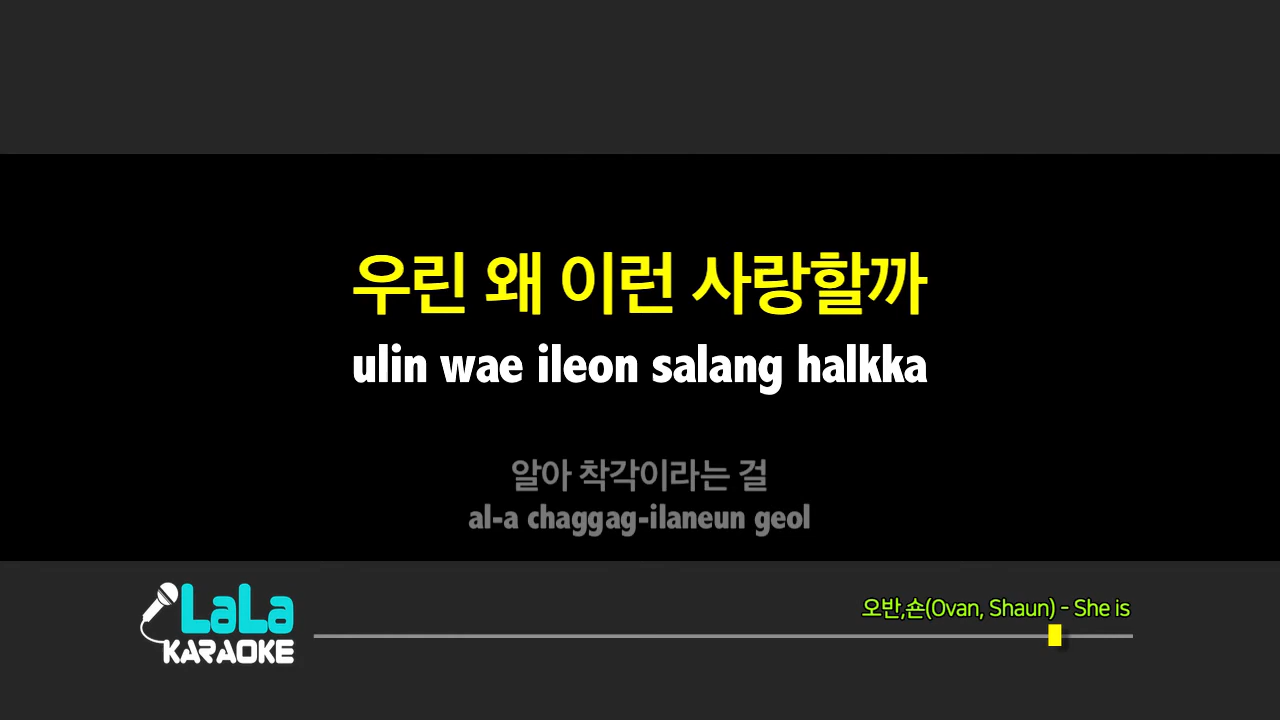 우린 왜 이런 사랑할까
ulin wae ileon salang halkka
알아 착각이라는 걸
al-a chaggag-ilaneun geol
오반,숀(Ovan, Shaun) - She is
LaLa
KARAOKE